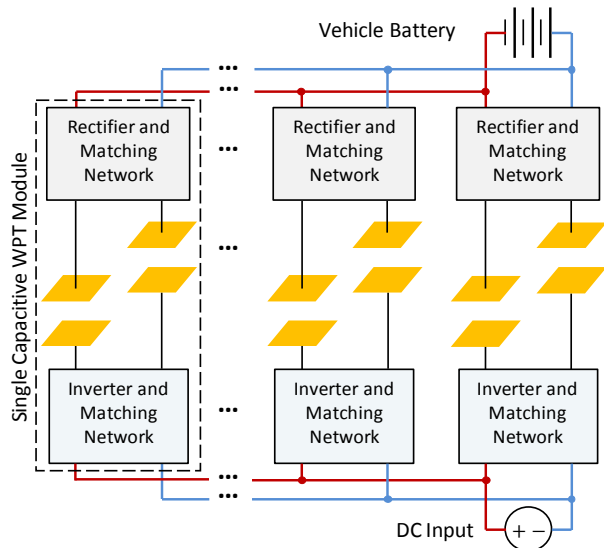 Vehicle Battery
...
...
Single Capacitive WPT Module
Rectifier and
Matching
Network
...
Rectifier and
Matching
Network
Rectifier and
Matching
Network
...
Inverter and
Matching
Network
...
Inverter and
Matching
Network
Inverter and
Matching
Network
...
...
DC Input
+ −